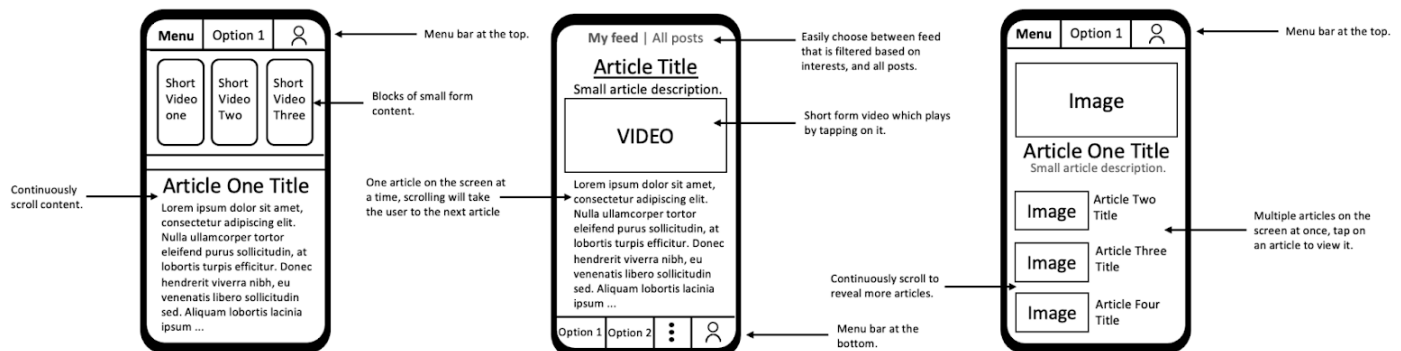 Menu
Option 1
Menu bar at the top.
Short
Video
one
Short
Video
Two
Short
Video
Three
Blocks of small form
content.
Continuously
scroll content.
Article One Title
Lorem ipsum dolor sit amet,
consectetur adipiscing elit.
Nulla ullamcorper tortor
eleifend purus sollicitudin, at
lobortis turpis efficitur. Donec
hendrerit viverra nibh, eu
venenatis libero sollicitudin
sed. Aliquam lobortis lacinia
ipsum ...
My feed | All posts
Easily choose between feed
that is filtered based on
interests, and all posts.
Article Title
Small article description.
VIDEO
Short form video which plays
by tapping on it.
One article on the screen at
a time, scrolling will take
the user to the next article
Lorem ipsum dolor sit amet,
consectetur adipiscing elit.
Nulla ullamcorper tortor
eleifend purus sollicitudin, at
lobortis turpis efficitur. Donec
hendrerit viverra nibh, eu
venenatis libero sollicitudin
sed. Aliquam lobortis lacinia
ipsum ...
Option 1
Option 2
Menu bar at the
bottom.
Menu
Option 1
Menu bar at the top.
Image
Article One Title
Small article description.
Image
Article Two
Title
Multiple articles on the
screen at once, tap on
an article to view it.
Image
Article Three
Title
Continuously scroll to
reveal more articles.
Image
Article Four
Title